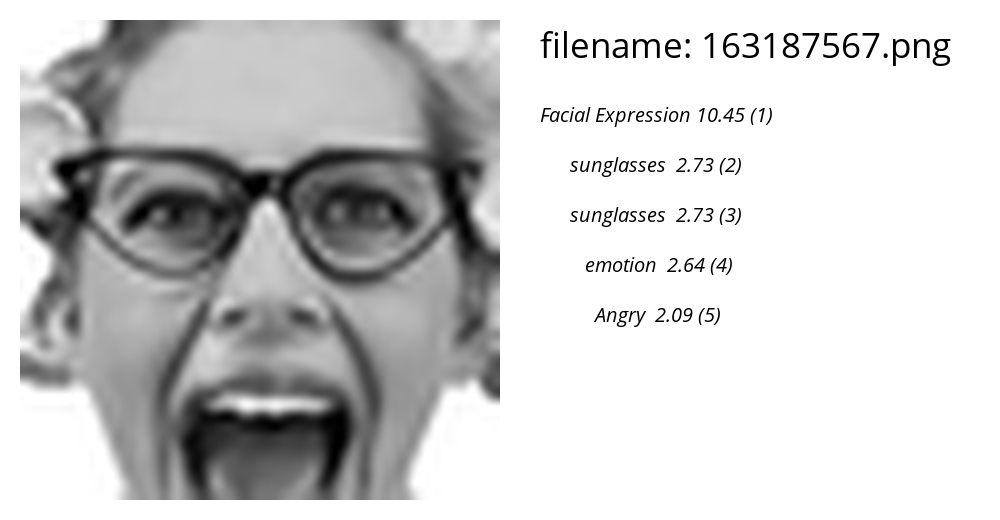 filename: 163187567.png
Facial Expression 10.45 (1)
sunglasses  2.73 (2)
sunglasses  2.73 (3)
emotion  2.64 (4)
Angry  2.09 (5)